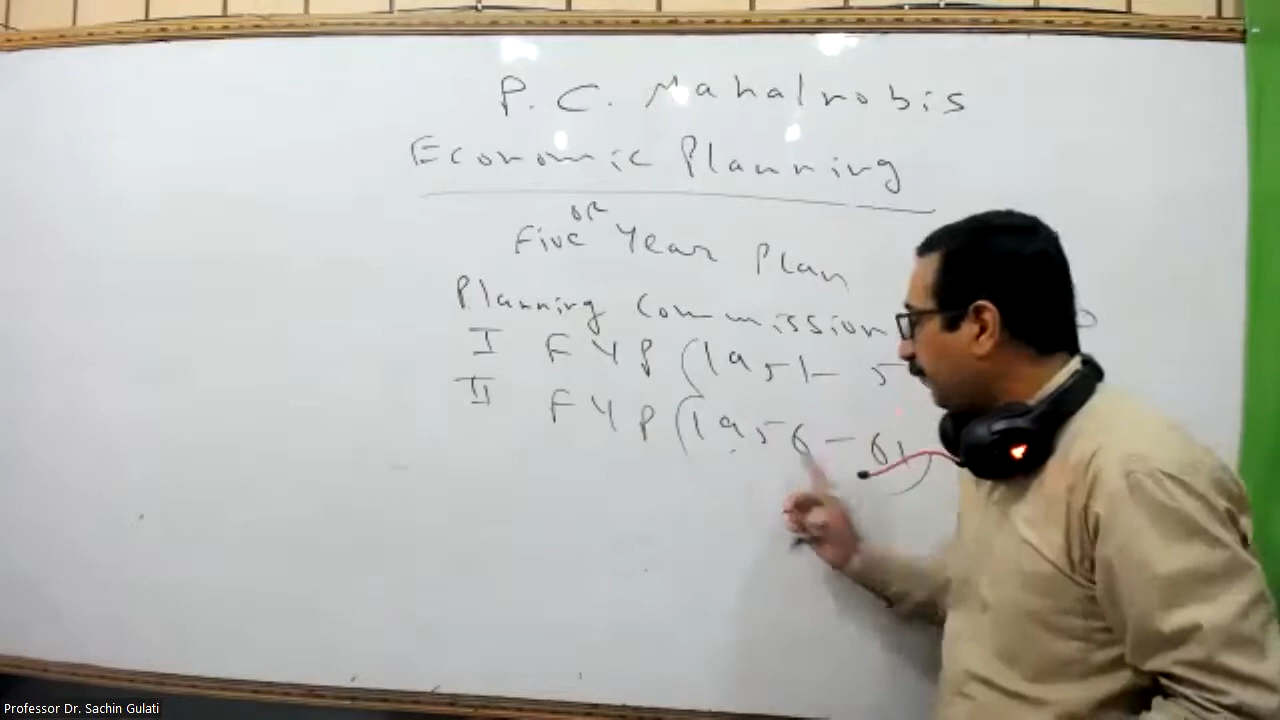 P. C. Mahalnobis
Economic Planning
OR
Five Year Plan
Planning Commission
I FYP (1951- 5
II FYP (1956-61)
Professor Dr. Sachin Gulati